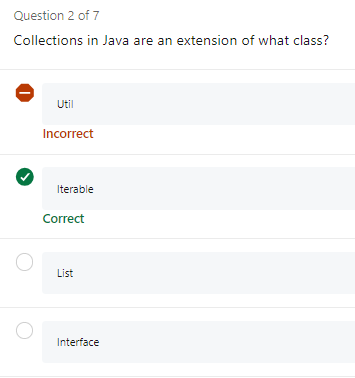 Question 2 of 7
Collections in Java are an extension of what class?
Util
Incorrect
Iterable
Correct
List
Interface